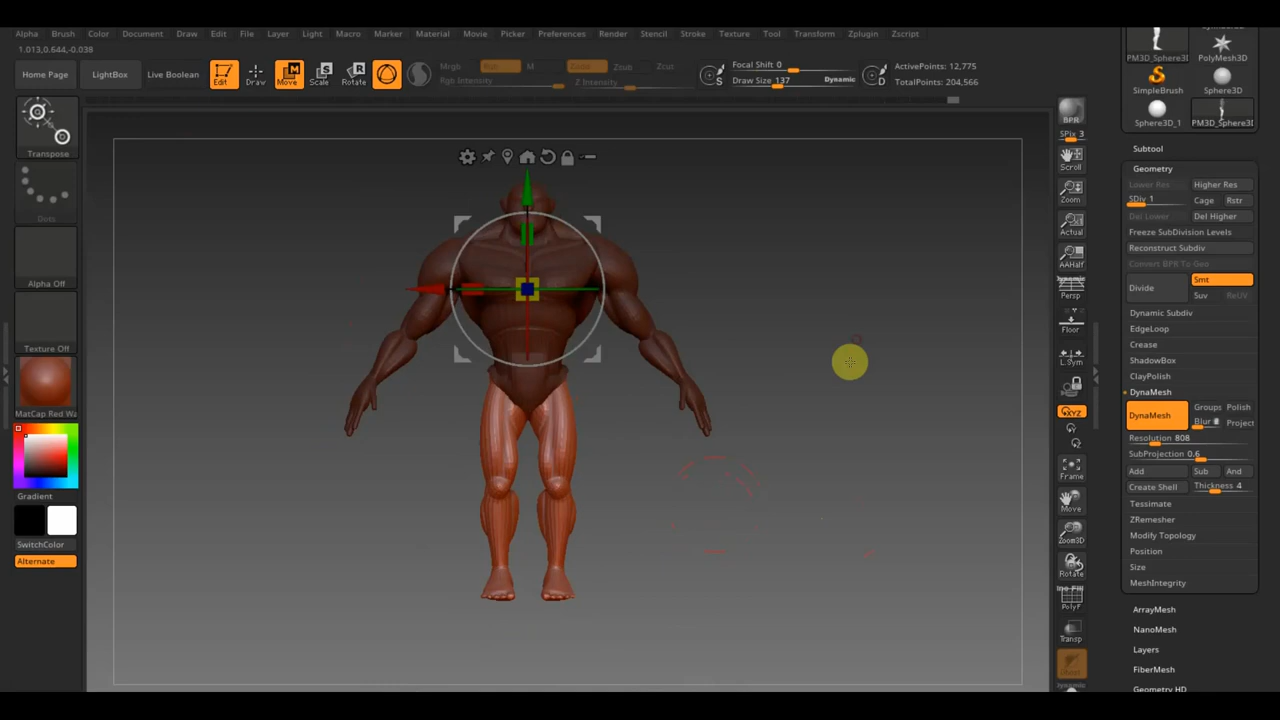 Alpha Brush Color Document Draw Edit File Layer Light Macro Marker Material Movie Picker Preferences Render Stencil Stroke Texture Tool Transform Zplugin Zscript
1.013,0.644,-0.038
Home Page LightBox Live Boolean Edit Draw Move Scale Rotate
Mrgb Rgb M Zadd Zsub Zcut
Rgb Intensity Z Intensity
Focal Shift 0
Draw Size 137 Dynamic
ActivePoints: 12,775
TotalPoints: 204,566
S
D
Transpose
Dots
Alpha Off
Texture Off
MatCap Red Wa
Gradient
SwitchColor
Alternate
BPR
SPix 3
Scroll
Zoom
Actual
AAHalf
Dynamic
Persp
Floor
L.Sym
XYZ
Y
Z
Frame
Move
Zoom3D
Rotate
PolyF
Transp
Dynamic
PM3D_Sphere3D
PolyMesh3D
SimpleBrush Sphere3D
Sphere3D_1 PM3D_Sphere3D
Subtool
Geometry
Lower Res Higher Res
SDiv 1 Cage Rstr
Del Lower Del Higher
Freeze SubDivision Levels
Reconstruct Subdiv
Convert BPR To Geo
Divide Smt
Suv ReUV
Dynamic Subdiv
EdgeLoop
Crease
ShadowBox
ClayPolish
DynaMesh
DynaMesh Groups Polish
Blur Project
Resolution 808
SubProjection 0.6
Add Sub And
Create Shell Thickness 4
Tessimate
ZRemesher
Modify Topology
Position
Size
MeshIntegrity
ArrayMesh
NanoMesh
Layers
FiberMesh
Geometry HD